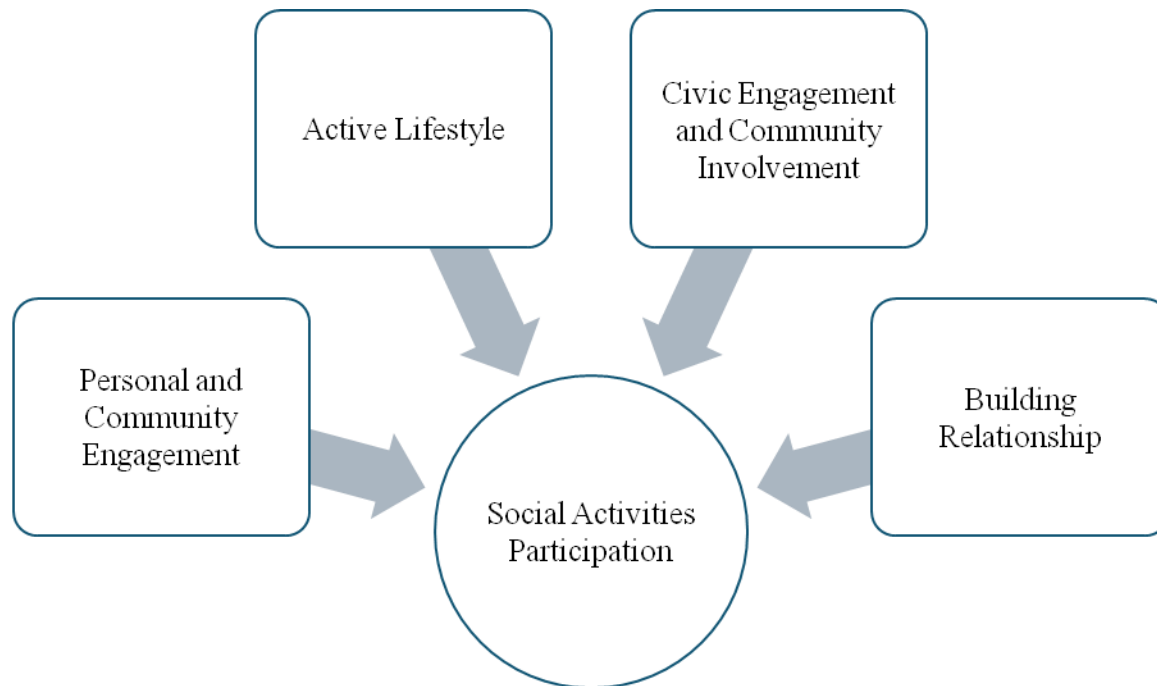 Active Lifestyle
Civic Engagement
and Community
Involvement
Personal and
Community
Engagement
Building
Relationship
Social Activities
Participation